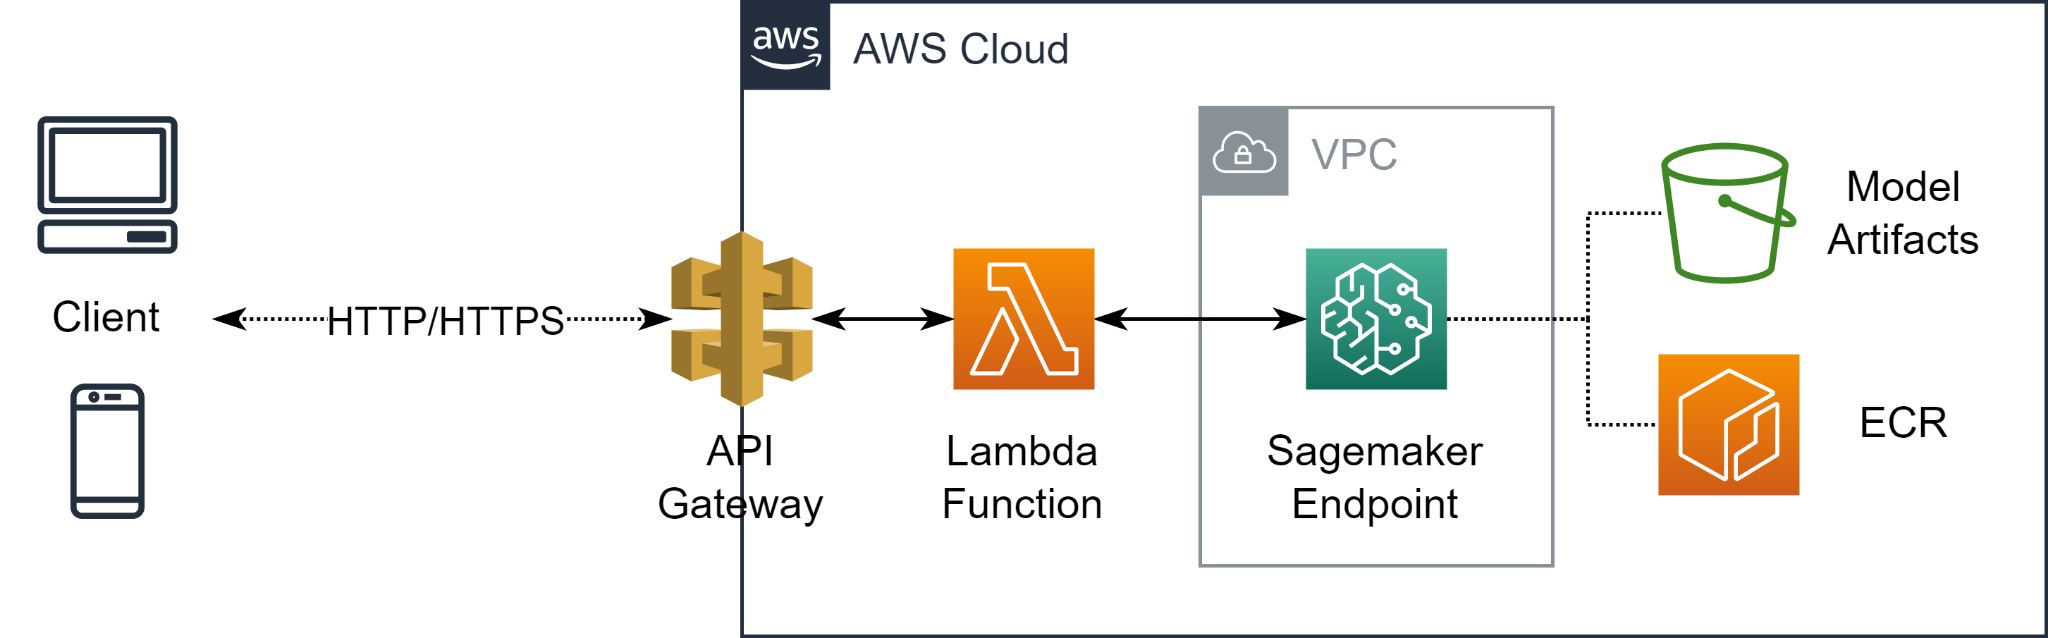 aws
AWS Cloud
VPC
Model
Artifacts
Client
HTTP/HTTPS
API
Gateway
Lambda
Function
Sagemaker
Endpoint
ECR